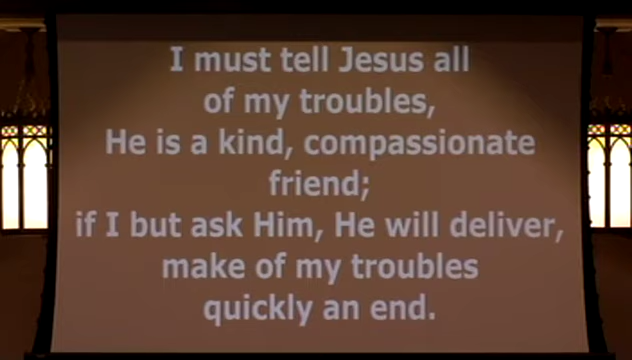 I must tell Jesus all
of my troubles,
He is a kind, compassionate
friend;
if I but ask Him, He will deliver,
make of my troubles
quickly an end.